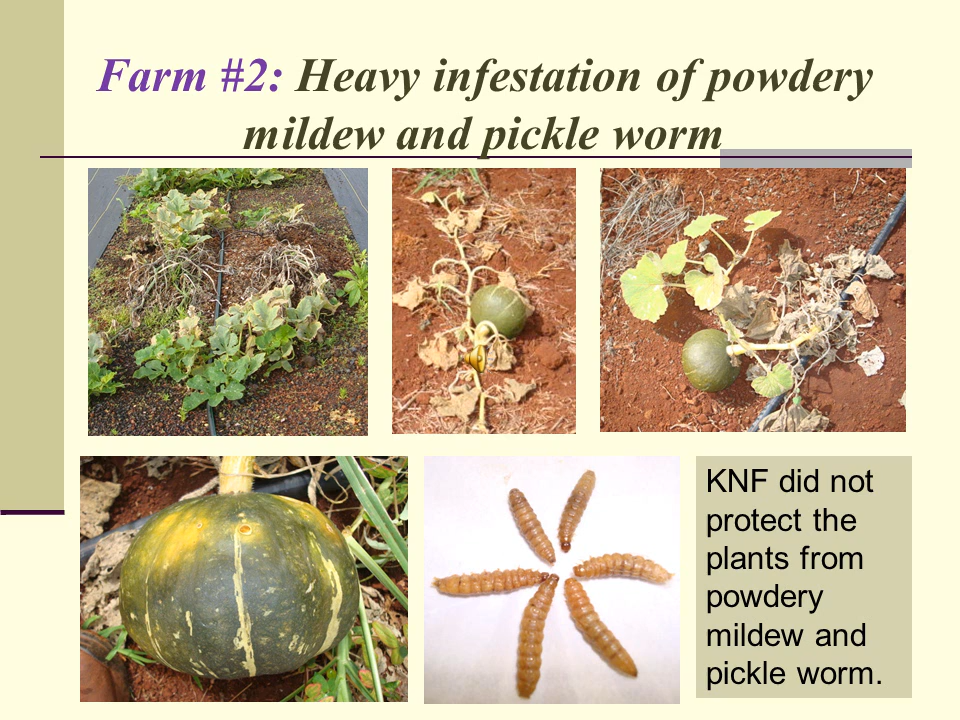 Farm #2: Heavy infestation of powdery
mildew and pickle worm
KNF did not
protect the
plants from
powdery
mildew and
pickle worm.